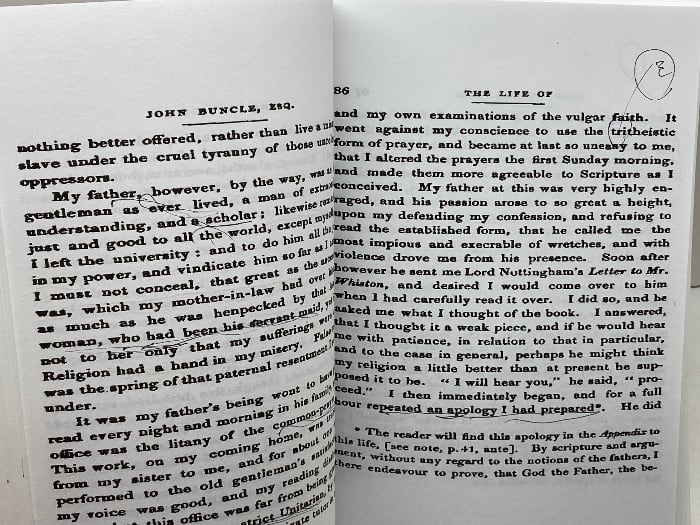 JOHN BUNCLE, ESQ.
nothing better offered, rather than live a
slave under the cruel tyranny of those
oppressors.
My father, however, by the way, was
gentleman as ever lived, a man of
understanding, and a scholar; likewise
just and good to all the world, except
I left the university: and to do him all
in my power, and vindicate him so far as I
I must not conceal, that great as the
was, which my mother-in-law had over
as much as he was henpecked by that
woman, who had been his servant maid,
not to her only that my sufferings were
Religion had a hand in my misery. False
was the spring of that paternal resentment
under.
It was my father's being wont to have
read every night and morning in his family,
office was the litany of the common-
This work, on my coming home, was
from my sister to me, and for about
performed to the old gentleman's
my voice was good, and my reading
this office was far from being
strict Unitarian,
tutor
86
THE LIFE OF
and my own examinations of the vulgar faith. It
went against my conscience to use the tritheistic
form of prayer, and became at last so uneasy to me,
that I altered the prayers the first Sunday morning,
and made them more agreeable to Scripture as I
conceived. My father at this was very highly en-
raged, and his passion arose to so great a height,
upon my defending my confession, and refusing to
read the established form, that he called me the
most impious and execrable of wretches, and with
violence drove me from his presence. Soon after
however he sent me Lord Nottingham's Letter to Mr.
Whiston, and desired I would come over to him
when I had carefully read it over. I did so, and he
asked me what I thought of the book. I answered,
that I thought it a weak piece, and if he would hear
me with patience, in relation to that in particular,
and to the case in general, perhaps he might think
my religion a little better than at present he sup-
posed it to be. “ I will hear you,” he said, “ pro-
ceed.” I then immediately began, and for a full
hour repeated an apology I had prepared*. He did
* The reader will find this apology in the Appendix to
this life, [see note, p.41, ante]. By scripture and argu-
ment, without any regard to the notions of the fathers, I
there endeavour to prove, that God the Father, the be-